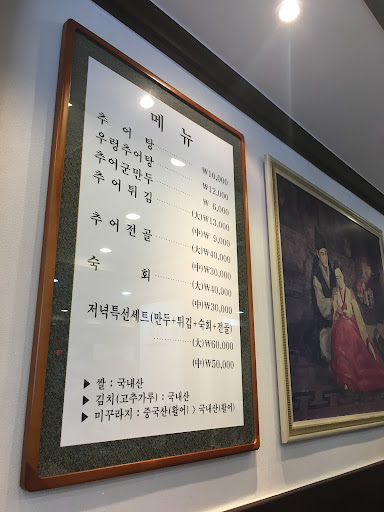 메 뉴
추 어 탕 ₩10,000
우렁추어탕 ₩12,000
추어군만두 ₩ 6,000
추 어 튀 김 (大)₩13,000
(中)₩ 9,000
추 어 전 골 (大)₩40,000
(中)₩30,000
숙 회 (大)₩40,000
(中)₩30,000
저녁특선세트(만두+튀김+숙회+전골)
(大)₩60,000
(中)₩50,000
▶ 쌀 : 국내산
▶ 김치(고추가루) : 국내산
▶ 미꾸라지 : 중국산(활어) > 국내산(활어)